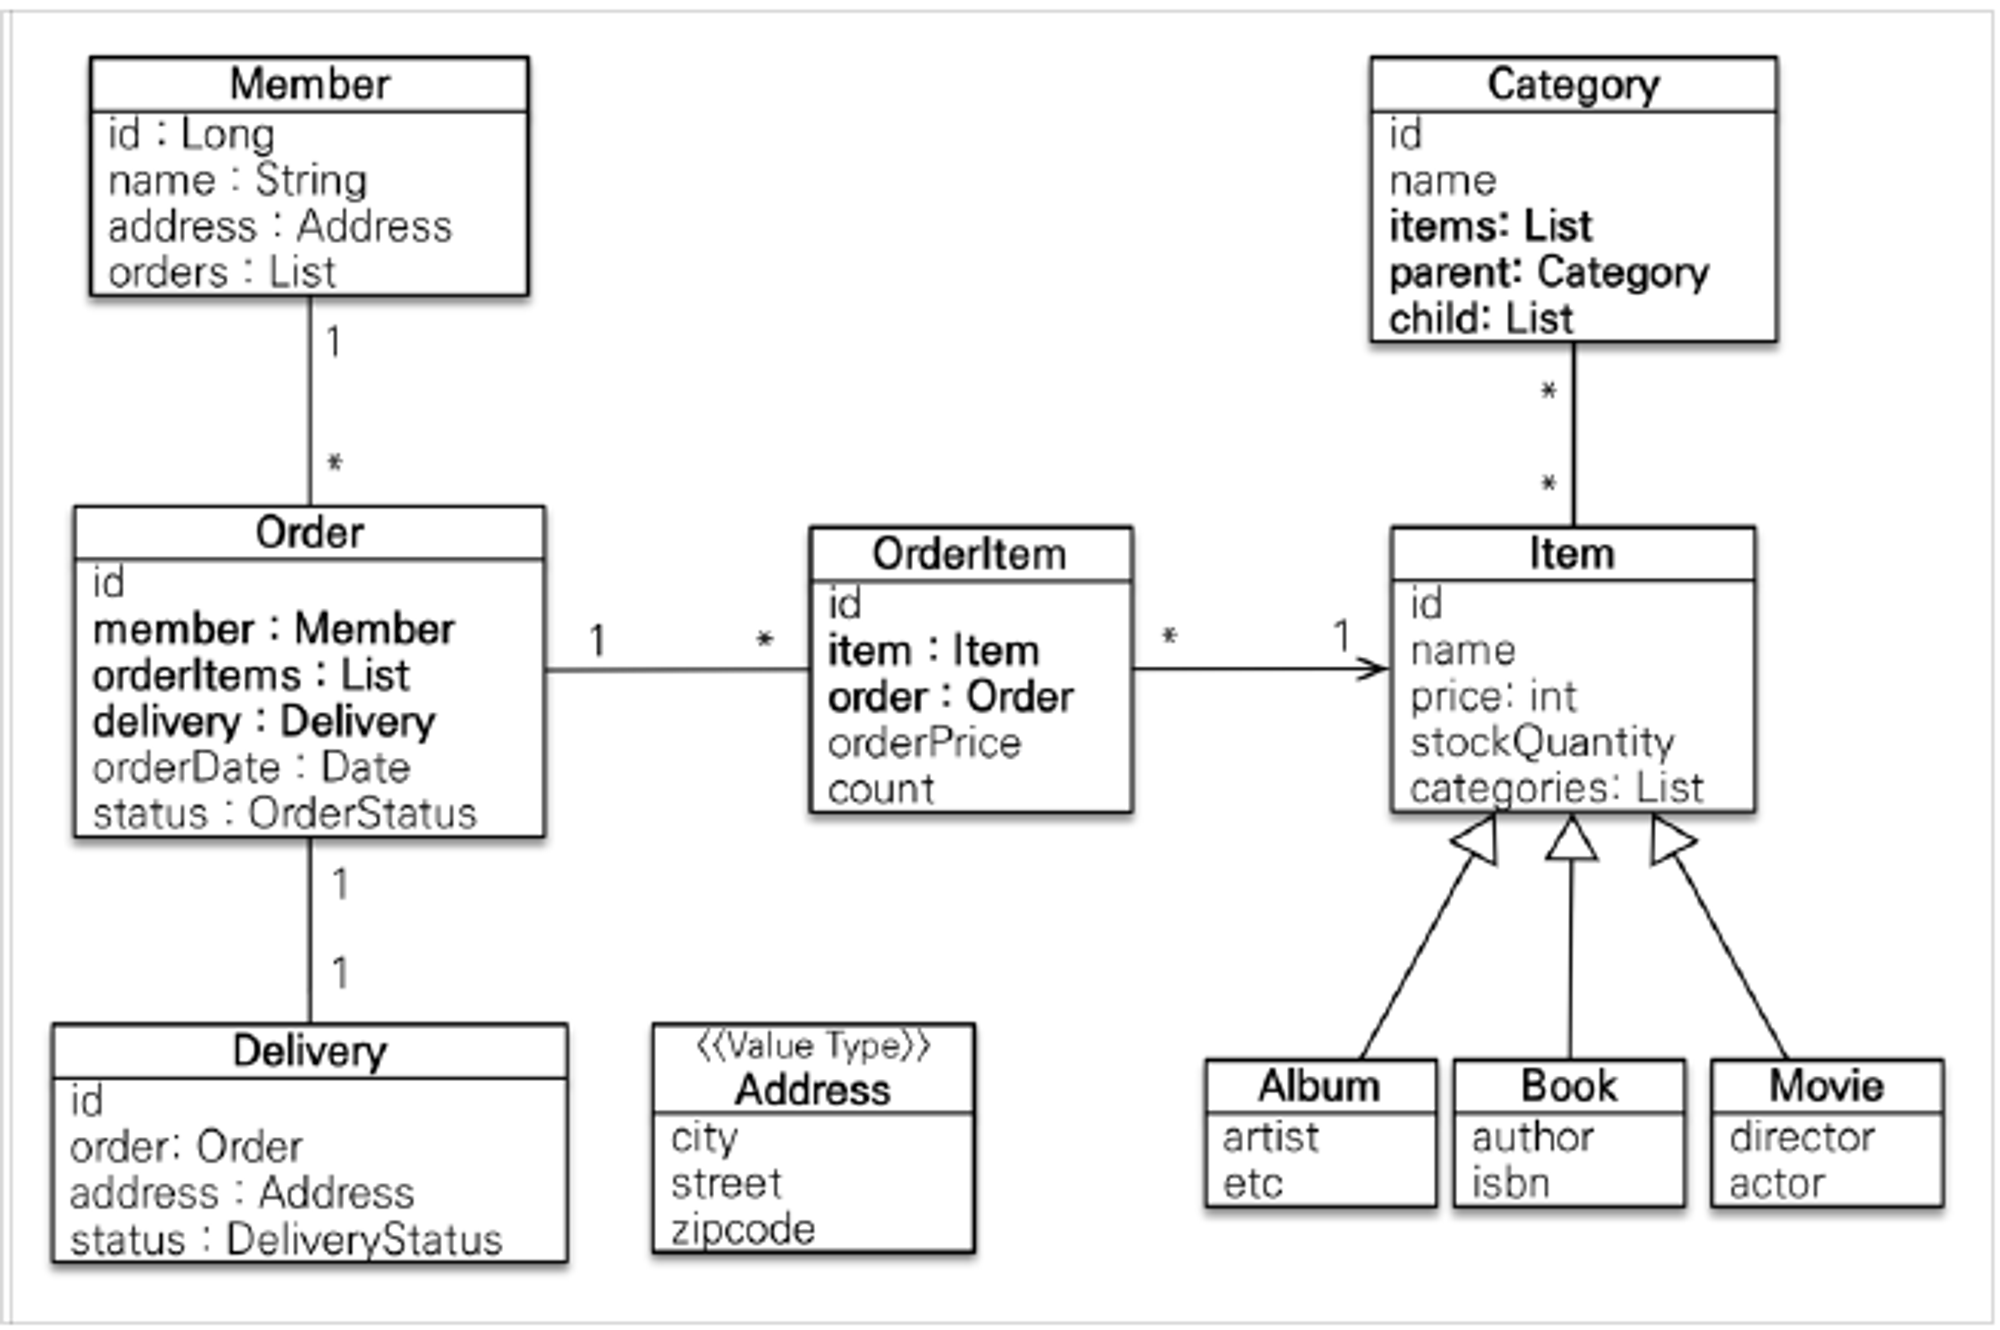 Member
id : Long
name : String
address : Address
orders : List
1
*
Category
id
name
items: List
parent: Category
child: List
*
*
Order
id
member : Member
orderItems : List
delivery : Delivery
orderDate : Date
status : OrderStatus
1
*
OrderItem
id
item : Item
order : Order
orderPrice
count
*
1
Item
id
name
price: int
stockQuantity
categories: List
1
1
Delivery
id
order: Order
address : Address
status : DeliveryStatus
<<Value Type>>
Address
city
street
zipcode
Album
artist
etc
Book
author
isbn
Movie
director
actor